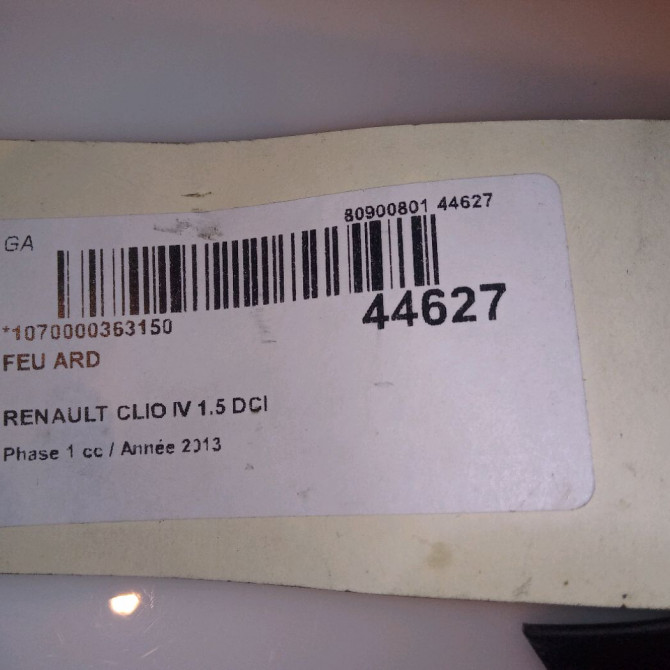 80900801 44627
GA
44627
*1070000363150
FEU ARD
RENAULT CLIO IV 1.5 DCI
Phase 1 cc / Année 2013